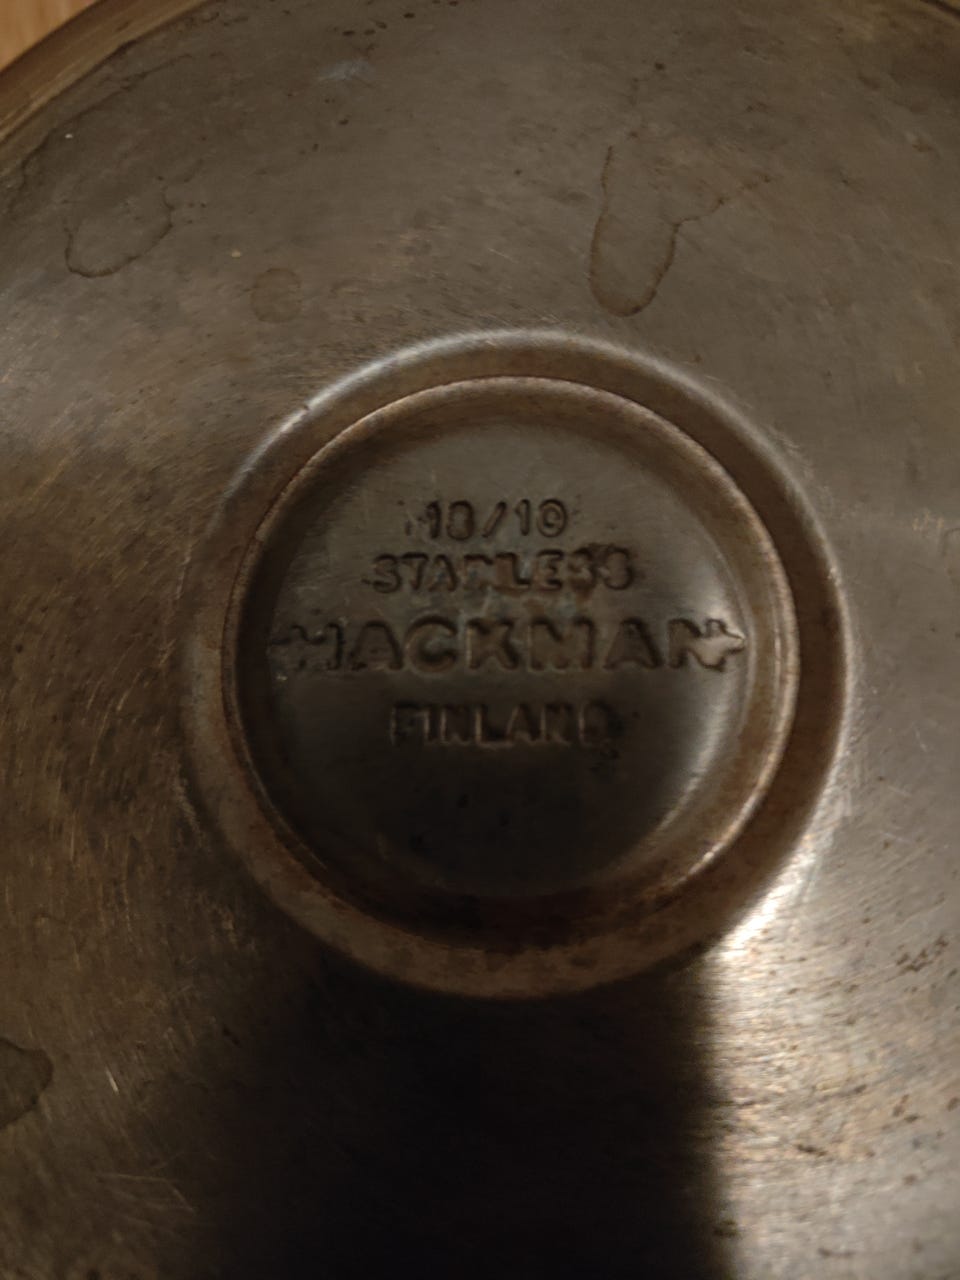 18/10
STAINLESS
HACKMAN
FINLAND